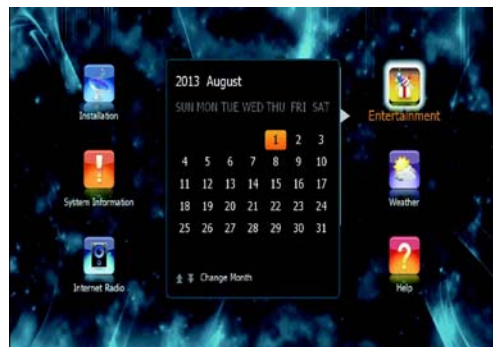 Installation
System Information
Internet Radio
2013 August
SUN MON TUE WED THU FRI SAT
1 2 3
4 5 6 7 8 9 10
11 12 13 14 15 16 17
18 19 20 21 22 23 24
25 26 27 28 29 30 31
Change Month
Entertainment
Weather
Help